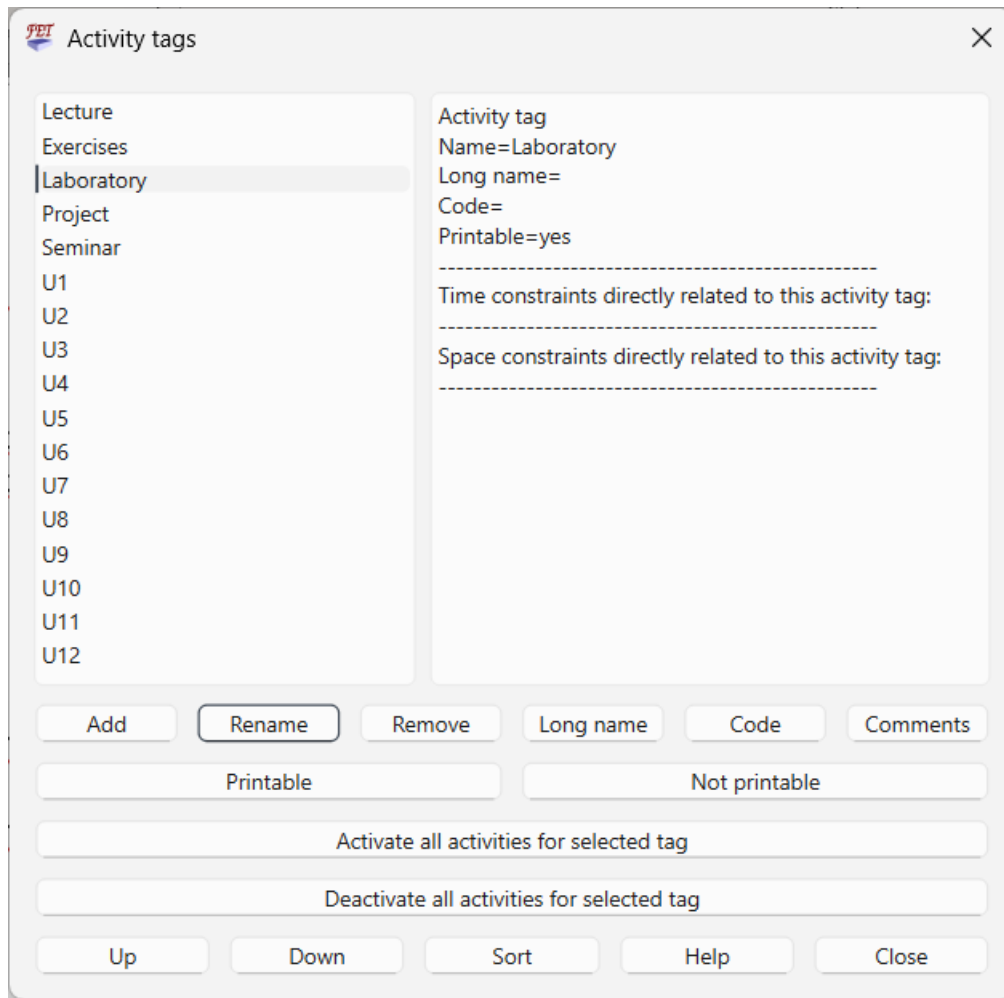 FET Activity tags
Lecture
Exercises
Laboratory
Project
Seminar
U1
U2
U3
U4
U5
U6
U7
U8
U9
U10
U11
U12
Activity tag
Name=Laboratory
Long name=
Code=
Printable=yes
--------------------------------------------------
Time constraints directly related to this activity tag:
--------------------------------------------------
Space constraints directly related to this activity tag:
--------------------------------------------------
Add Rename Remove Long name Code Comments
Printable Not printable
Activate all activities for selected tag
Deactivate all activities for selected tag
Up Down Sort Help Close